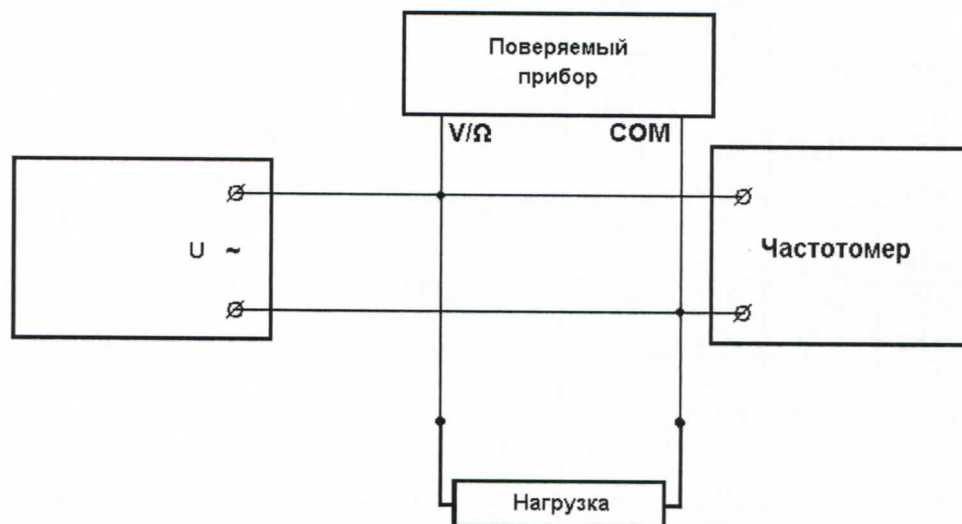 Поверяемый
прибор
V/Ω
COM
U ~
Частотомер
Нагрузка